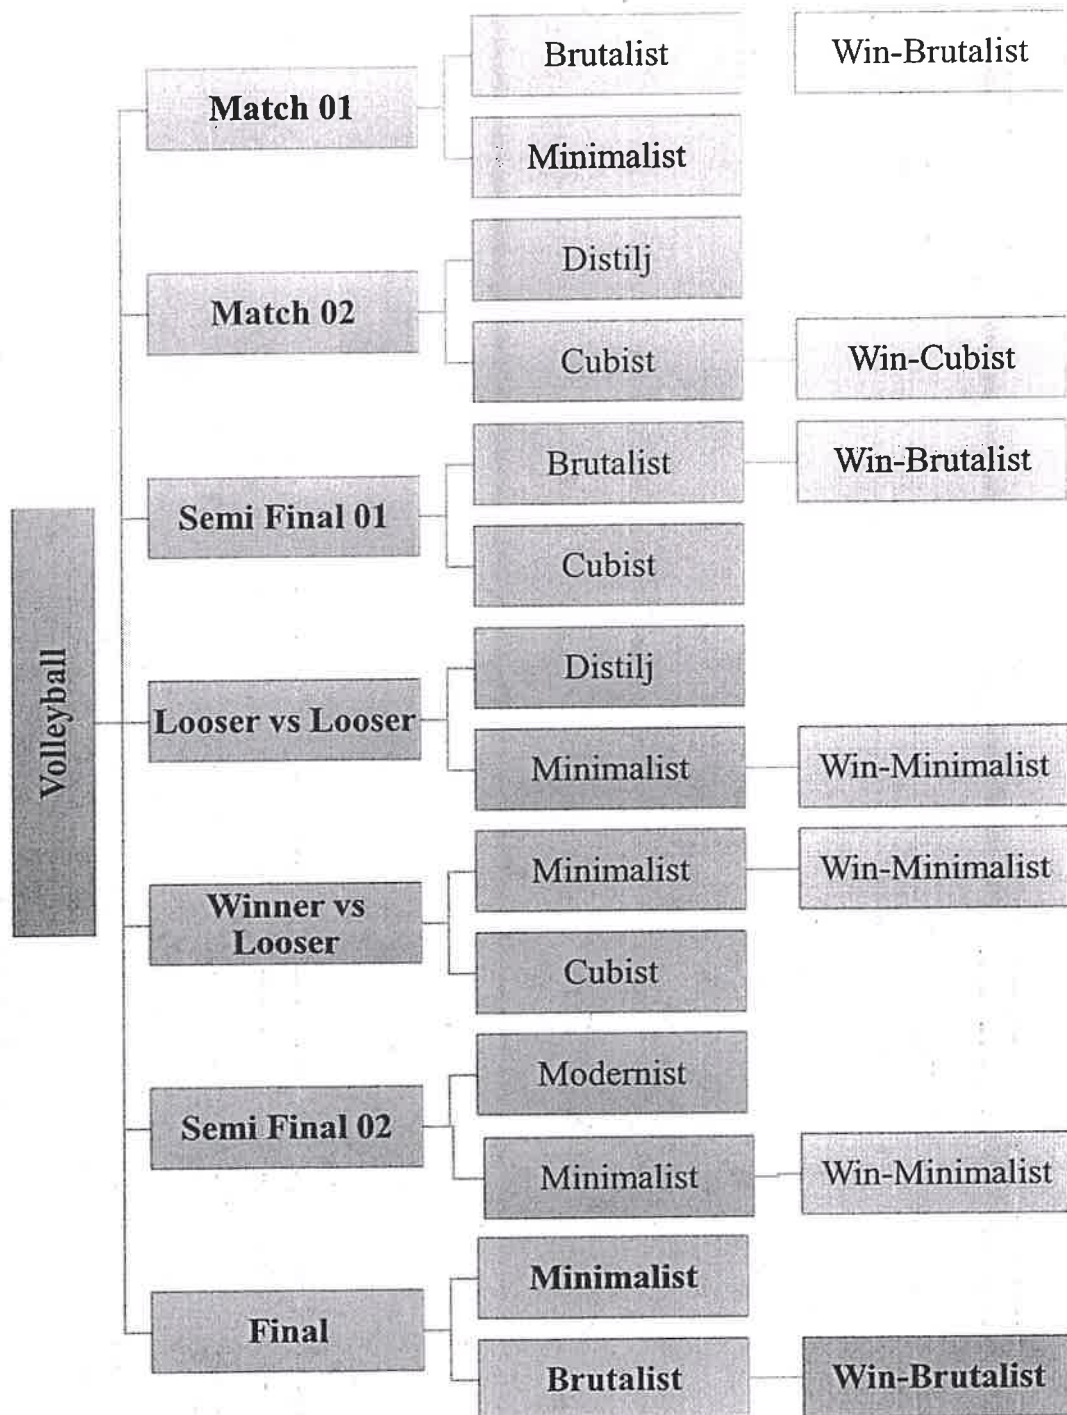 Volleyball
Match 01
Brutalist
Win-Brutalist
Minimalist
Match 02
Distilj
Cubist
Win-Cubist
Semi Final 01
Brutalist
Win-Brutalist
Cubist
Looser vs Looser
Distilj
Minimalist
Win-Minimalist
Winner vs
Looser
Minimalist
Win-Minimalist
Cubist
Semi Final 02
Modernist
Minimalist
Win-Minimalist
Final
Minimalist
Brutalist
Win-Brutalist